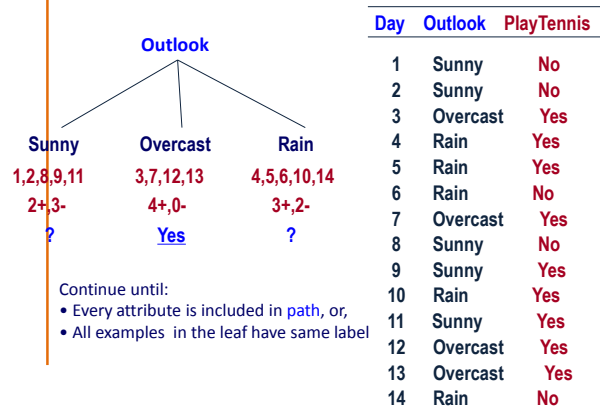 Outlook
Sunny Overcast Rain
1,2,8,9,11 3,7,12,13 4,5,6,10,14
2+,3- 4+,0- 3+,2-
? Yes ?
Continue until:
• Every attribute is included in path, or,
• All examples in the leaf have same label
Day Outlook PlayTennis
1 Sunny No
2 Sunny No
3 Overcast Yes
4 Rain Yes
5 Rain Yes
6 Rain No
7 Overcast Yes
8 Sunny No
9 Sunny Yes
10 Rain Yes
11 Sunny Yes
12 Overcast Yes
13 Overcast Yes
14 Rain No